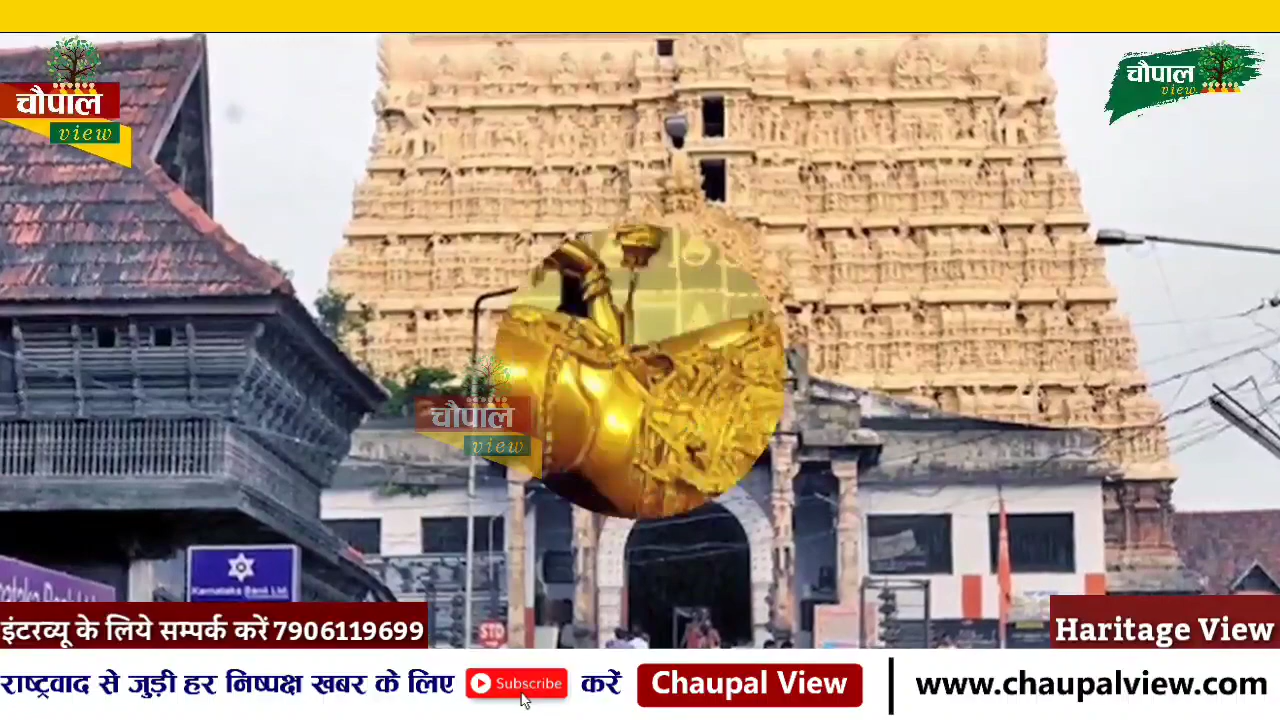 चौपाल
view
चौपाल
view
चौपाल
view
Karnataka Bank Ltd.
STD
इंटरव्यू के लिये सम्पर्क करें 7906119699
Haritage View
राष्ट्रवाद से जुड़ी हर निष्पक्ष खबर के लिए Subscribe करें Chaupal View www.chaupalview.com